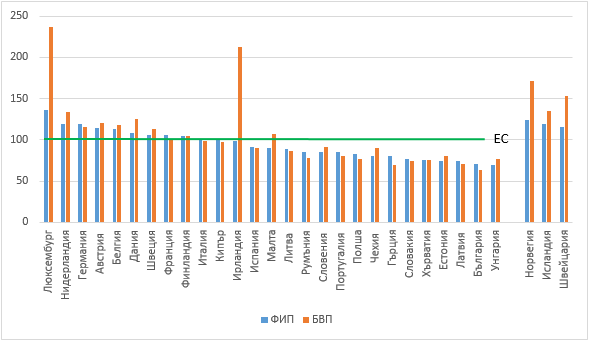 250
200
150
100
50
0
ЕС
Люксембург
Нидерландия
Германия
Австрия
Белгия
Дания
Швеция
Франция
Финландия
Италия
Кипър
Ирландия
Испания
Малта
Литва
Румъния
Словения
Португалия
Полша
Чехия
Гърция
Словакия
Хърватия
Естония
Латвия
България
Унгария
Норвегия
Исландия
Швейцария
ФИП БВП